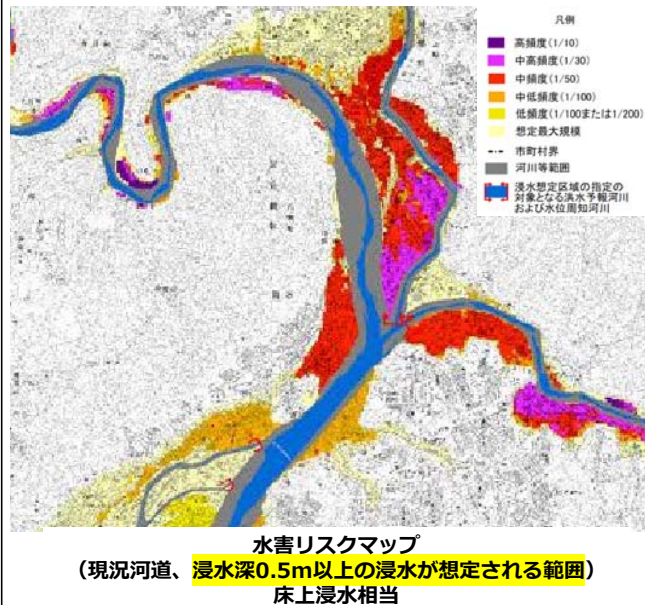 凡例
高頻度(1/10)
中高頻度(1/30)
中頻度(1/50)
中低頻度(1/100)
低頻度(1/100または1/200)
想定最大規模
市町村界
河川等範囲
浸水想定区域の指定の
対象となる洪水予報河川
および水位周知河川
水害リスクマップ
（現況河道、浸水深0.5m以上の浸水が想定される範囲）
床上浸水相当